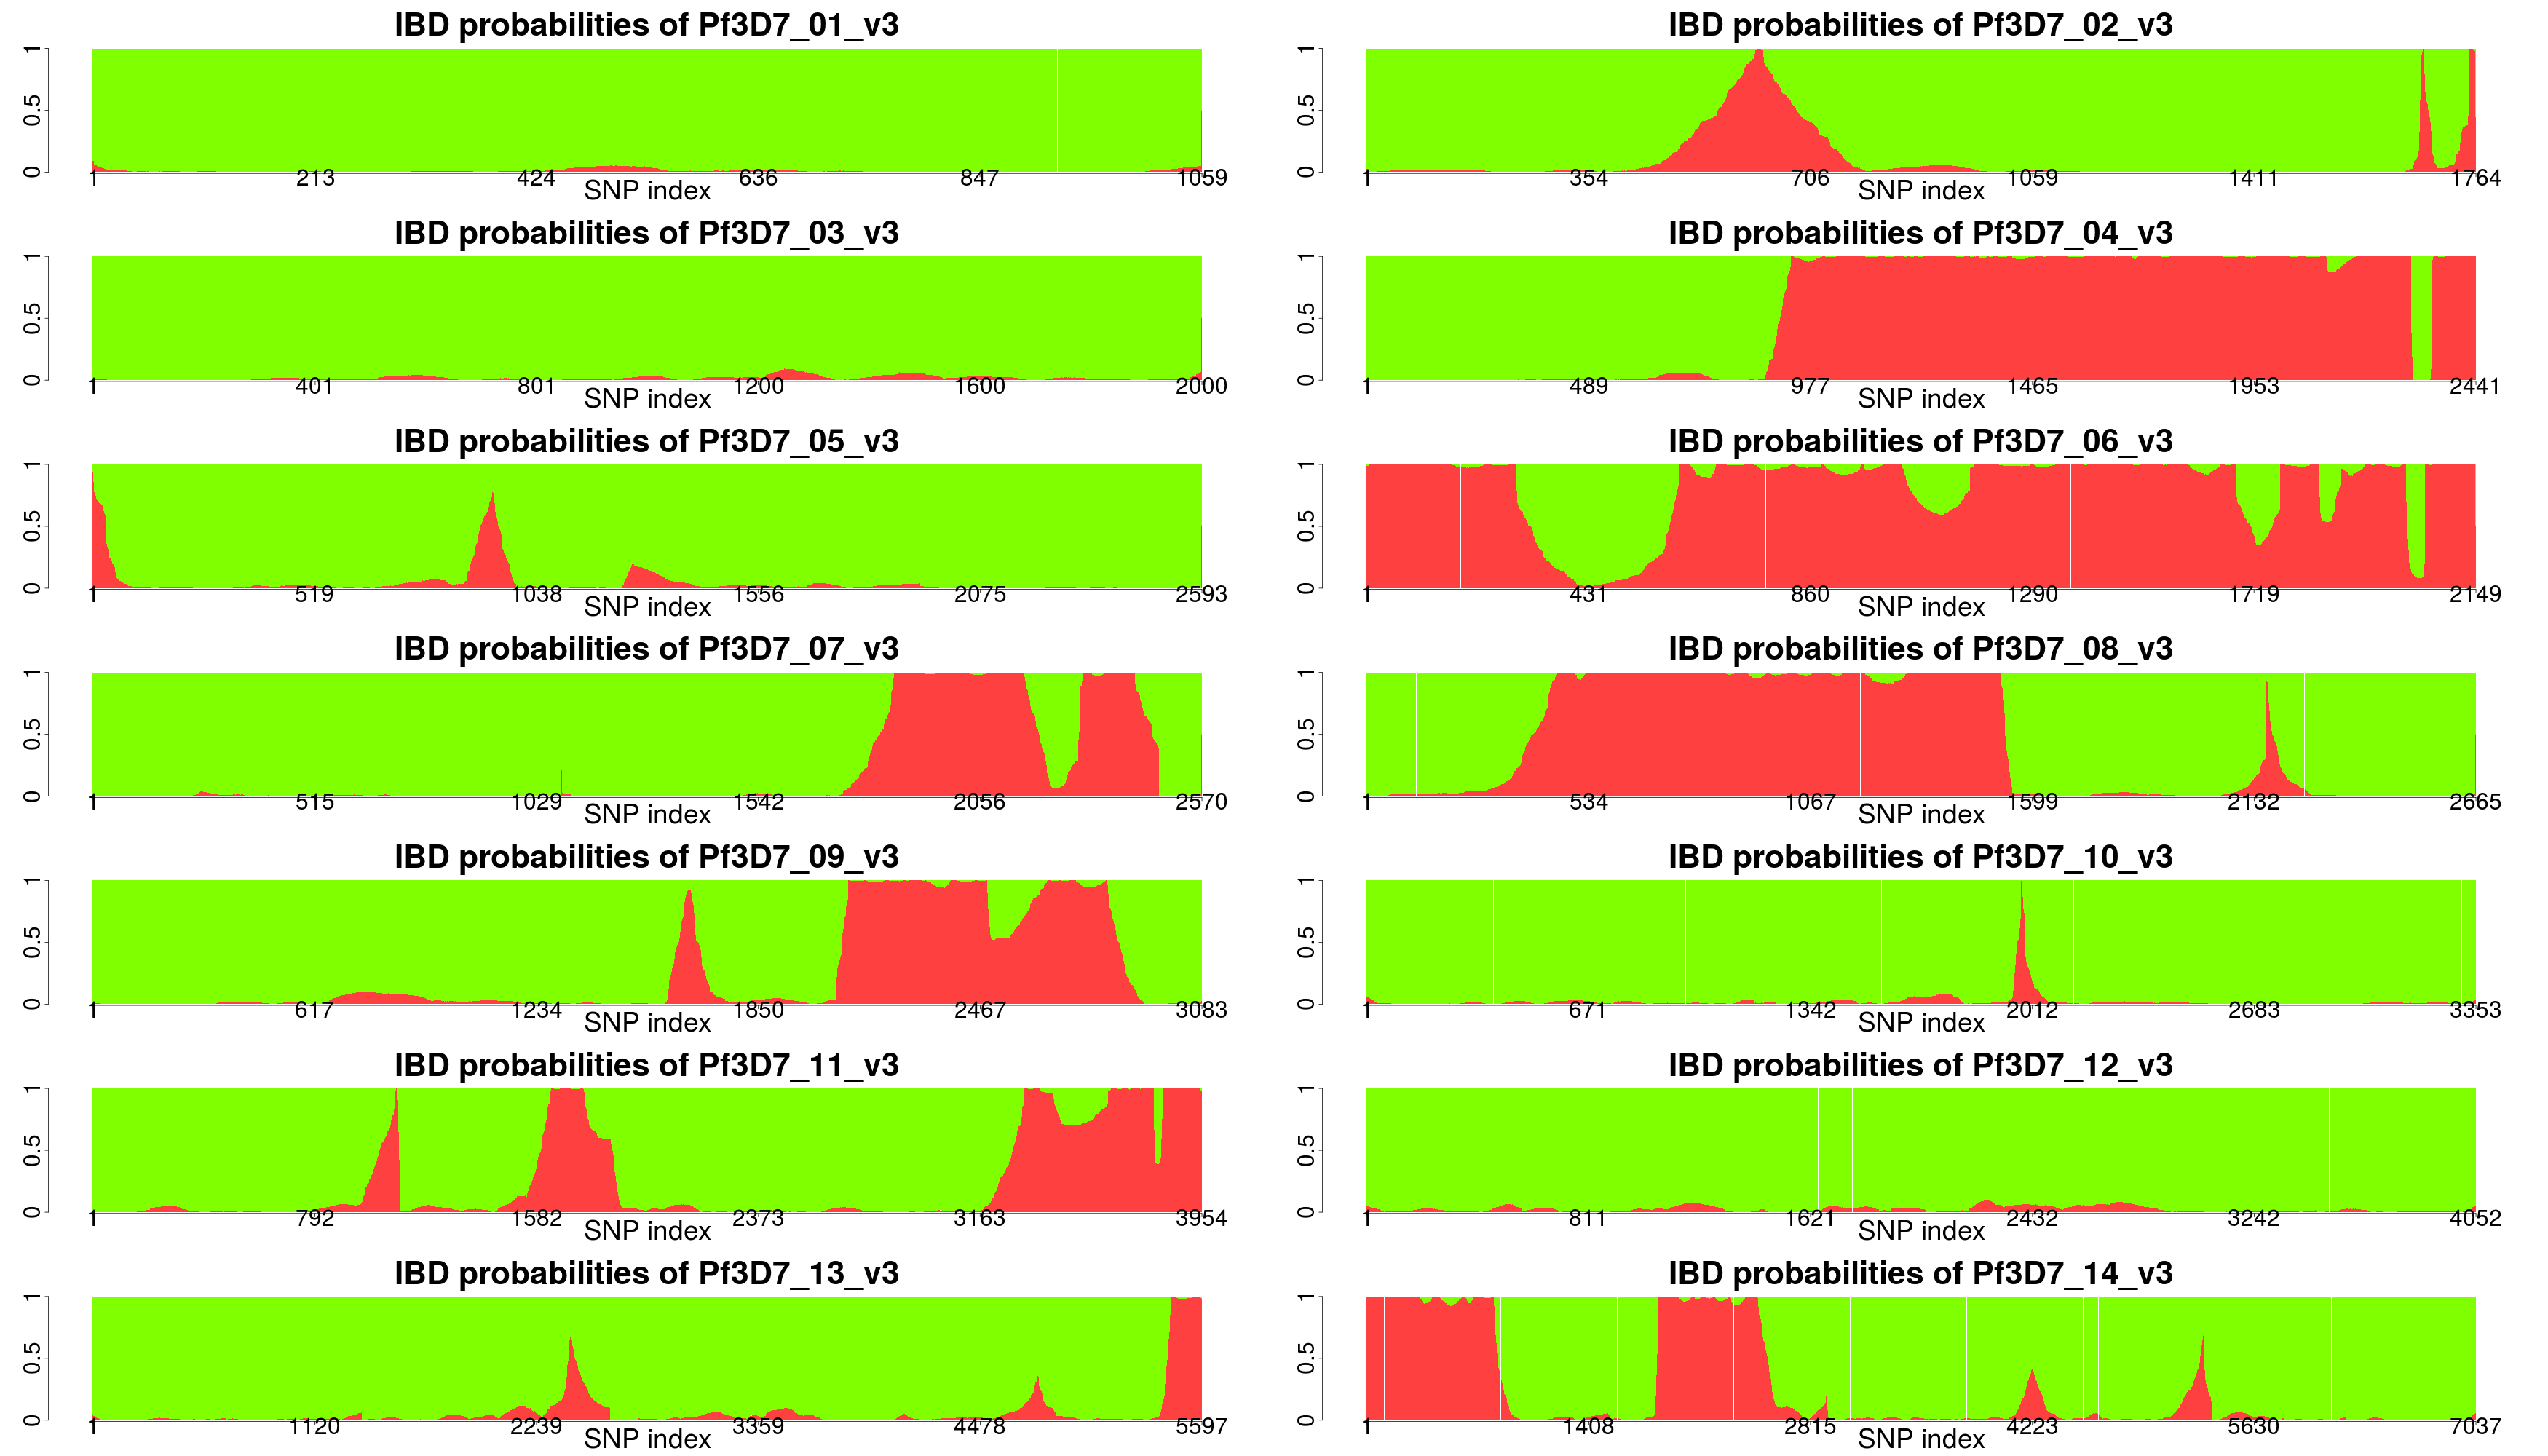 IBD probabilities of Pf3D7_01_v3
0 0.5 1
1 213 424 636 847 1059
SNP index
IBD probabilities of Pf3D7_02_v3
0 0.5 1
1 354 706 1059 1411 1764
SNP index
IBD probabilities of Pf3D7_03_v3
0 0.5 1
1 401 801 1200 1600 2000
SNP index
IBD probabilities of Pf3D7_04_v3
0 0.5 1
1 489 977 1465 1953 2441
SNP index
IBD probabilities of Pf3D7_05_v3
0 0.5 1
1 519 1038 1556 2075 2593
SNP index
IBD probabilities of Pf3D7_06_v3
0 0.5 1
1 431 860 1290 1719 2149
SNP index
IBD probabilities of Pf3D7_07_v3
0 0.5 1
1 515 1029 1542 2056 2570
SNP index
IBD probabilities of Pf3D7_08_v3
0 0.5 1
1 534 1067 1599 2132 2665
SNP index
IBD probabilities of Pf3D7_09_v3
0 0.5 1
1 617 1234 1850 2467 3083
SNP index
IBD probabilities of Pf3D7_10_v3
0 0.5 1
1 671 1342 2012 2683 3353
SNP index
IBD probabilities of Pf3D7_11_v3
0 0.5 1
1 792 1582 2373 3163 3954
SNP index
IBD probabilities of Pf3D7_12_v3
0 0.5 1
1 811 1621 2432 3242 4052
SNP index
IBD probabilities of Pf3D7_13_v3
0 0.5 1
1 1120 2239 3359 4478 5597
SNP index
IBD probabilities of Pf3D7_14_v3
0 0.5 1
1 1408 2815 4223 5630 7037
SNP index